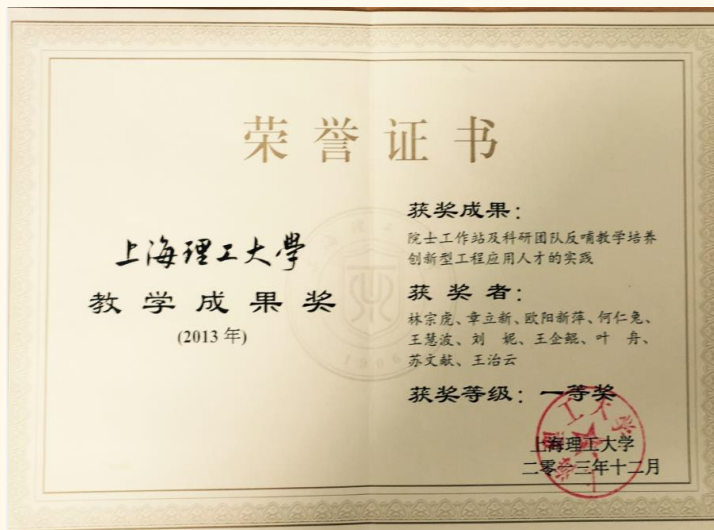 荣誉证书
上海理工大学
教学成果奖
(2013 年)
获奖成果：
院士工作站及科研团队反哺教学培养
创新型工程应用人才的实践
获 奖 者：
林宗虎、章立新、欧阳新萍、何仁兔、
王慧波、刘 妮、王企鲲、叶 舟、
苏文献、王治云
获奖等级：一等奖
上海理工大学
二零一三年十二月